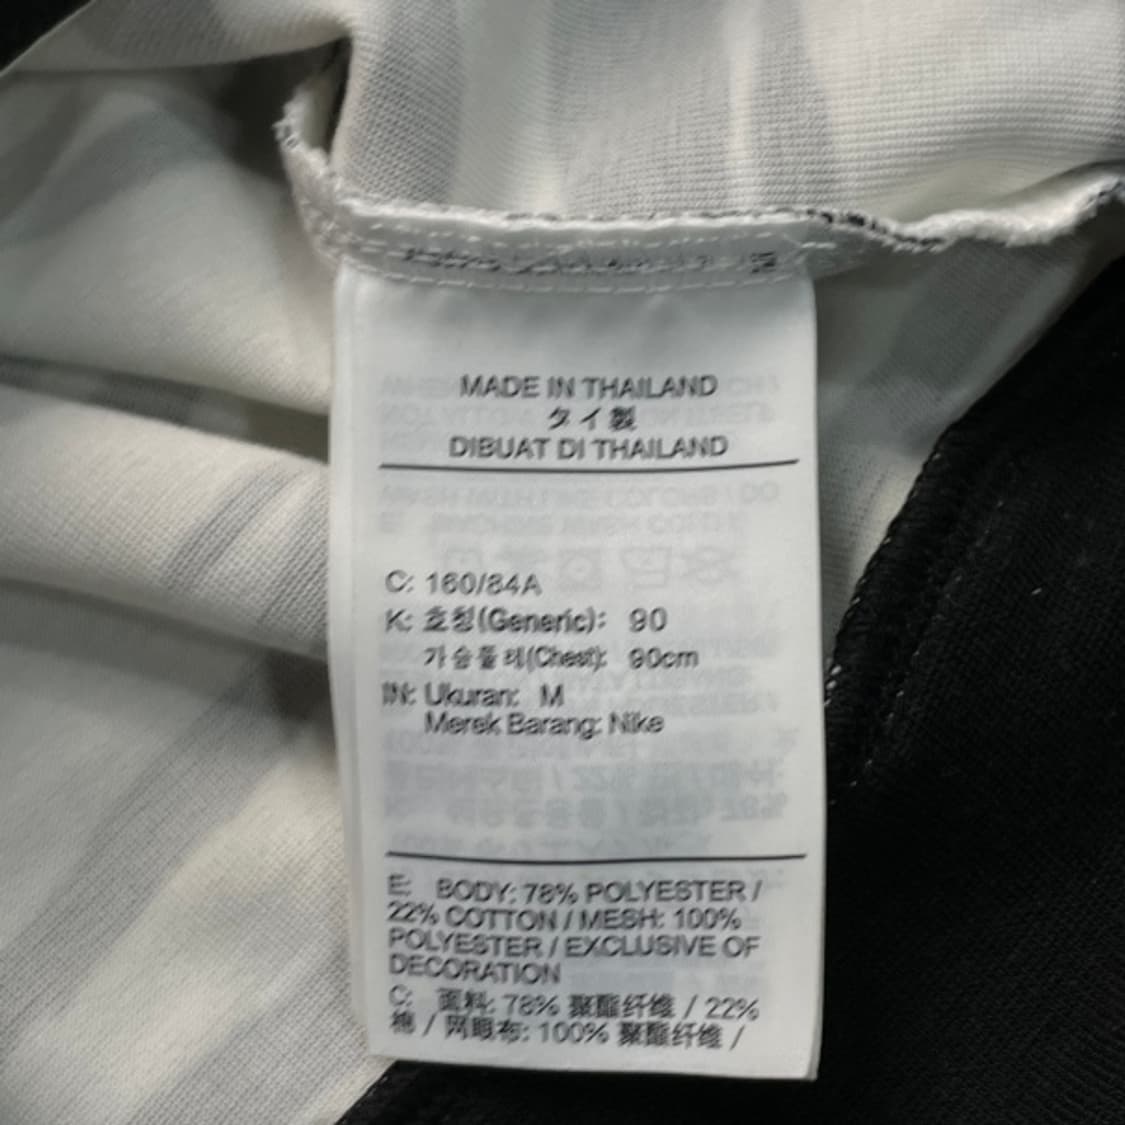 MADE IN THAILAND
タイ製
DIBUAT DI THAILAND
C: 160/84A
K: 호칭(Generic): 90
가슴둘레(Chest): 90cm
IN: Ukuran: M
Merek Barang: Nike
E: BODY: 78% POLYESTER /
22% COTTON / MESH: 100%
POLYESTER / EXCLUSIVE OF
DECORATION
C: 面料: 78% 聚酯纤维 / 22%
棉 / 网眼布: 100% 聚酯纤维 /